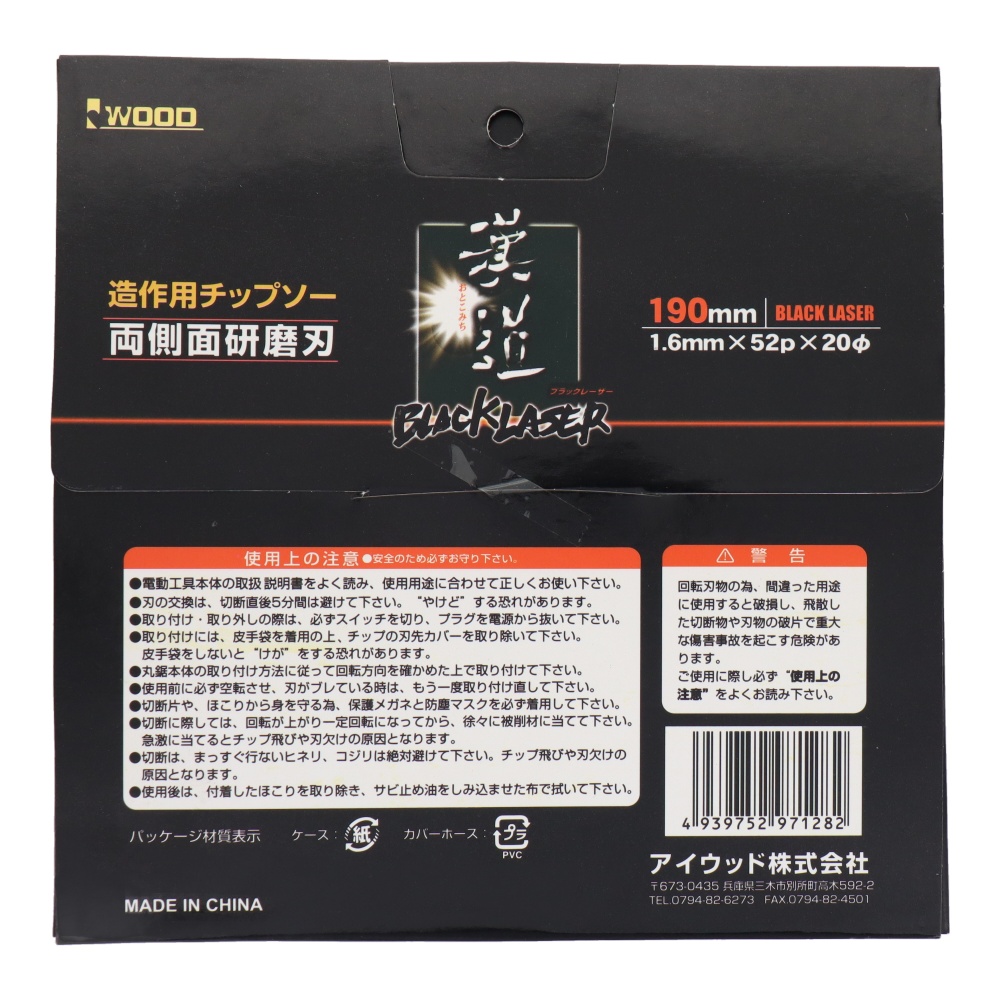 WOOD
漢道
おとこみち
ブラックレーサー
BLACKLASER
造作用チップソー
両側面研磨刃
190mm BLACK LASER
1.6mm×52p×20φ
使用上の注意 ●安全のため必ずお守り下さい。
●電動工具本体の取扱説明書をよく読み、使用用途に合わせて正しくお使い下さい。
●刃の交換は、切断直後5分間は避けて下さい。“やけど”する恐れがあります。
●取り付け・取り外しの際は、必ずスイッチを切り、プラグを電源から抜いて下さい。
●取り付けには、皮手袋を着用の上、チップの刃先カバーを取り除いて下さい。
皮手袋をしないと“けが”をする恐れがあります。
●丸鋸本体の取り付け方法に従って回転方向を確かめた上で取り付けて下さい。
●使用前に必ず空転させ、刃がブレている時は、もう一度取り付け直して下さい。
●切断片や、ほこりから身を守る為、保護メガネと防塵マスクを必ず着用して下さい。
●切断に際しては、回転が上がり一定回転になってから、徐々に被削材に当てて下さい。
急激に当てるとチップ飛びや刃欠けの原因となります。
●切断は、まっすぐ行ないヒネリ、コジリは絶対避けて下さい。チップ飛びや刃欠けの
原因となります。
●使用後は、付着したほこりを取り除き、サビ止め油をしみ込ませた布で拭いて下さい。
⚠ 警告
回転刃物の為、間違った用途
に使用すると破損し、飛散し
た切断物や刃物の破片で重大
な傷害事故を起こす危険があ
ります。
ご使用に際し必ず“使用上の
注意”をよくお読み下さい。
4 939752 971282
パッケージ材質表示 ケース： 紙 カバーホース： プラ
PVC
アイウッド株式会社
〒673-0435 兵庫県三木市別所町高木592-2
TEL.0794-82-6273 FAX.0794-82-4501
MADE IN CHINA